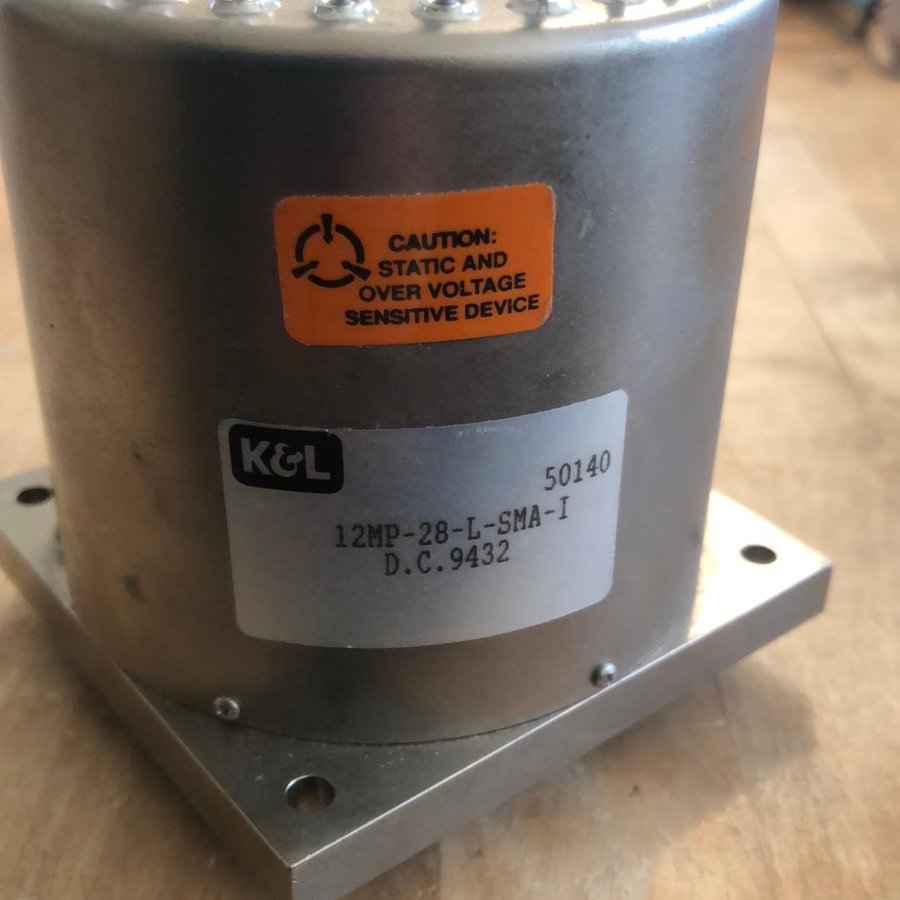 CAUTION:
STATIC AND
OVER VOLTAGE
SENSITIVE DEVICE
K&L
50140
12MP-28-L-SMA-I
D.C.9432